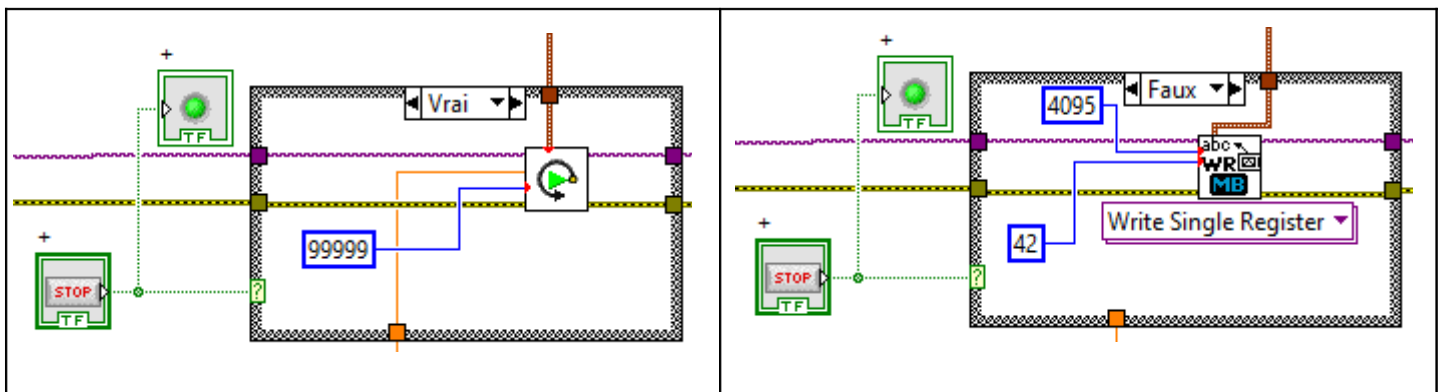 +
Vrai
TF
+
99999
STOP
?
TF
+
Faux
4095
TF
abc
WR
MB
+
Write Single Register
42
STOP
?
TF